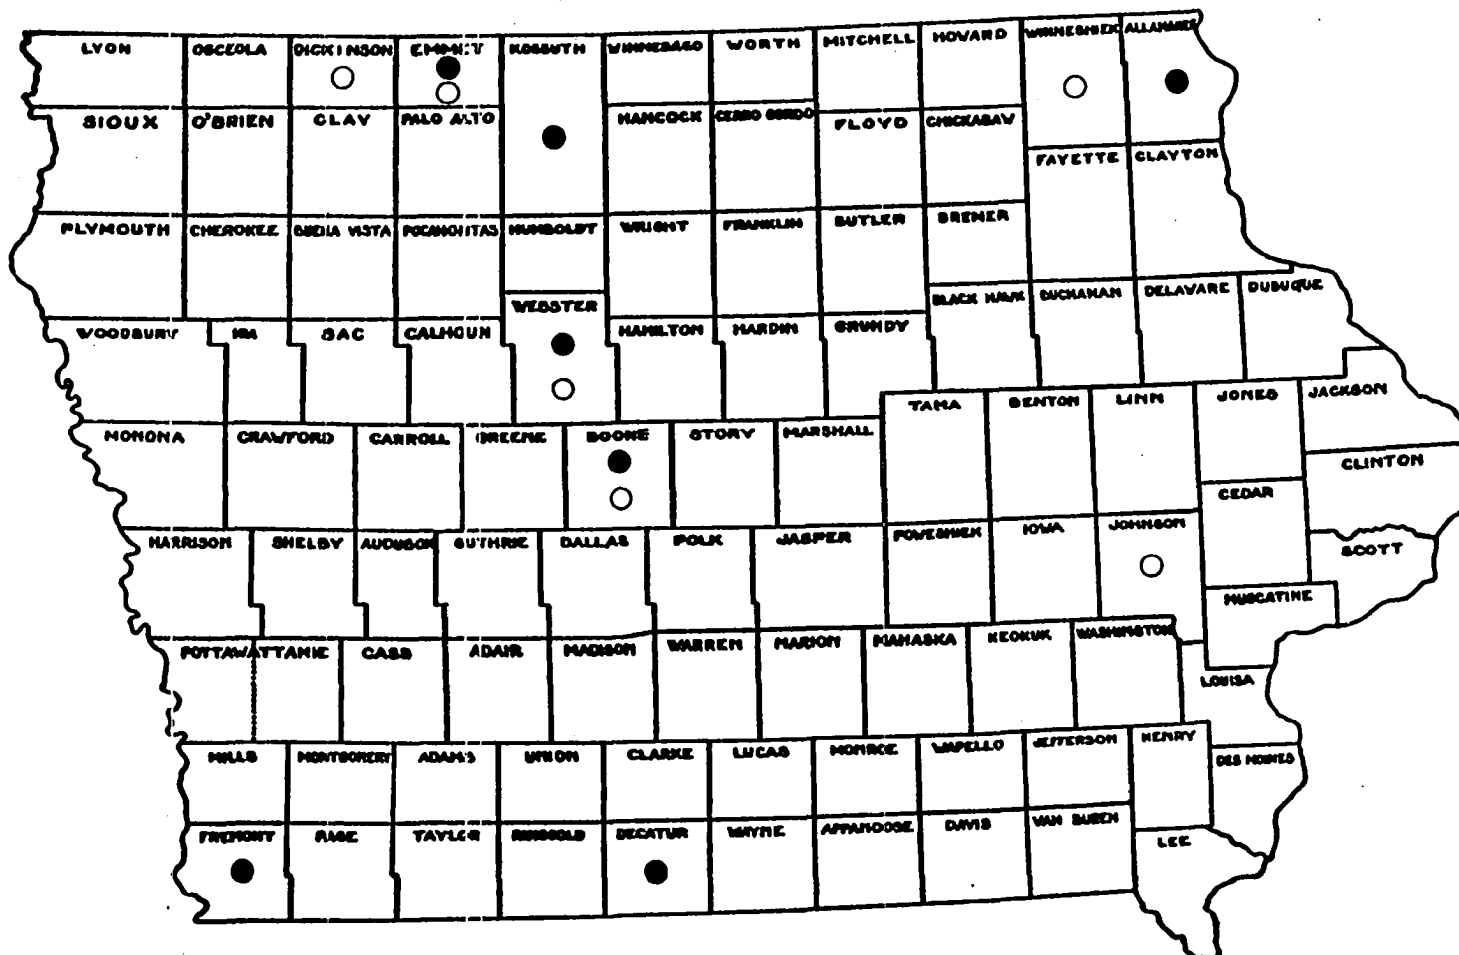 LYON OSCEOLA DICKINSON EMMET KOSSUTH WINNEBAGO WORTH MITCHELL HOWARD WINNESHIEK ALLAMAKEE
SIOUX O'BRIEN CLAY PALO ALTO HANCOCK CERRO GORDO FLOYD CHICKASAW
FAYETTE CLAYTON
PLYMOUTH CHEROKEE BUENA VISTA POCAHONTAS HUMBOLDT WRIGHT FRANKLIN BUTLER BREMER
WEBSTER BLACK HAWK BUCHANAN DELAWARE DUBUQUE
WOODBURY IDA SAC CALHOUN HAMILTON HARDIN GRUNDY
TAMA BENTON LINN JONES JACKSON
MONONA CRAWFORD CARROLL GREENE BOONE STORY MARSHALL
CLINTON
CEDAR
HARRISON SHELBY AUDUBON GUTHRIE DALLAS POLK JASPER POWESHIEK IOWA JOHNSON
SCOTT
MUSCATINE
POTTAWATTAMIE CASS ADAIR MADISON WARREN MARION MAHASKA KEOKUK WASHINGTON
LOUISA
MILLS MONTGOMERY ADAMS UNION CLARKE LUCAS MONROE WAPELLO JEFFERSON HENRY
DES MOINES
FREMONT PAGE TAYLOR RINGGOLD DECATUR WAYNE APPANOOSE DAVIS VAN BUREN
LEE